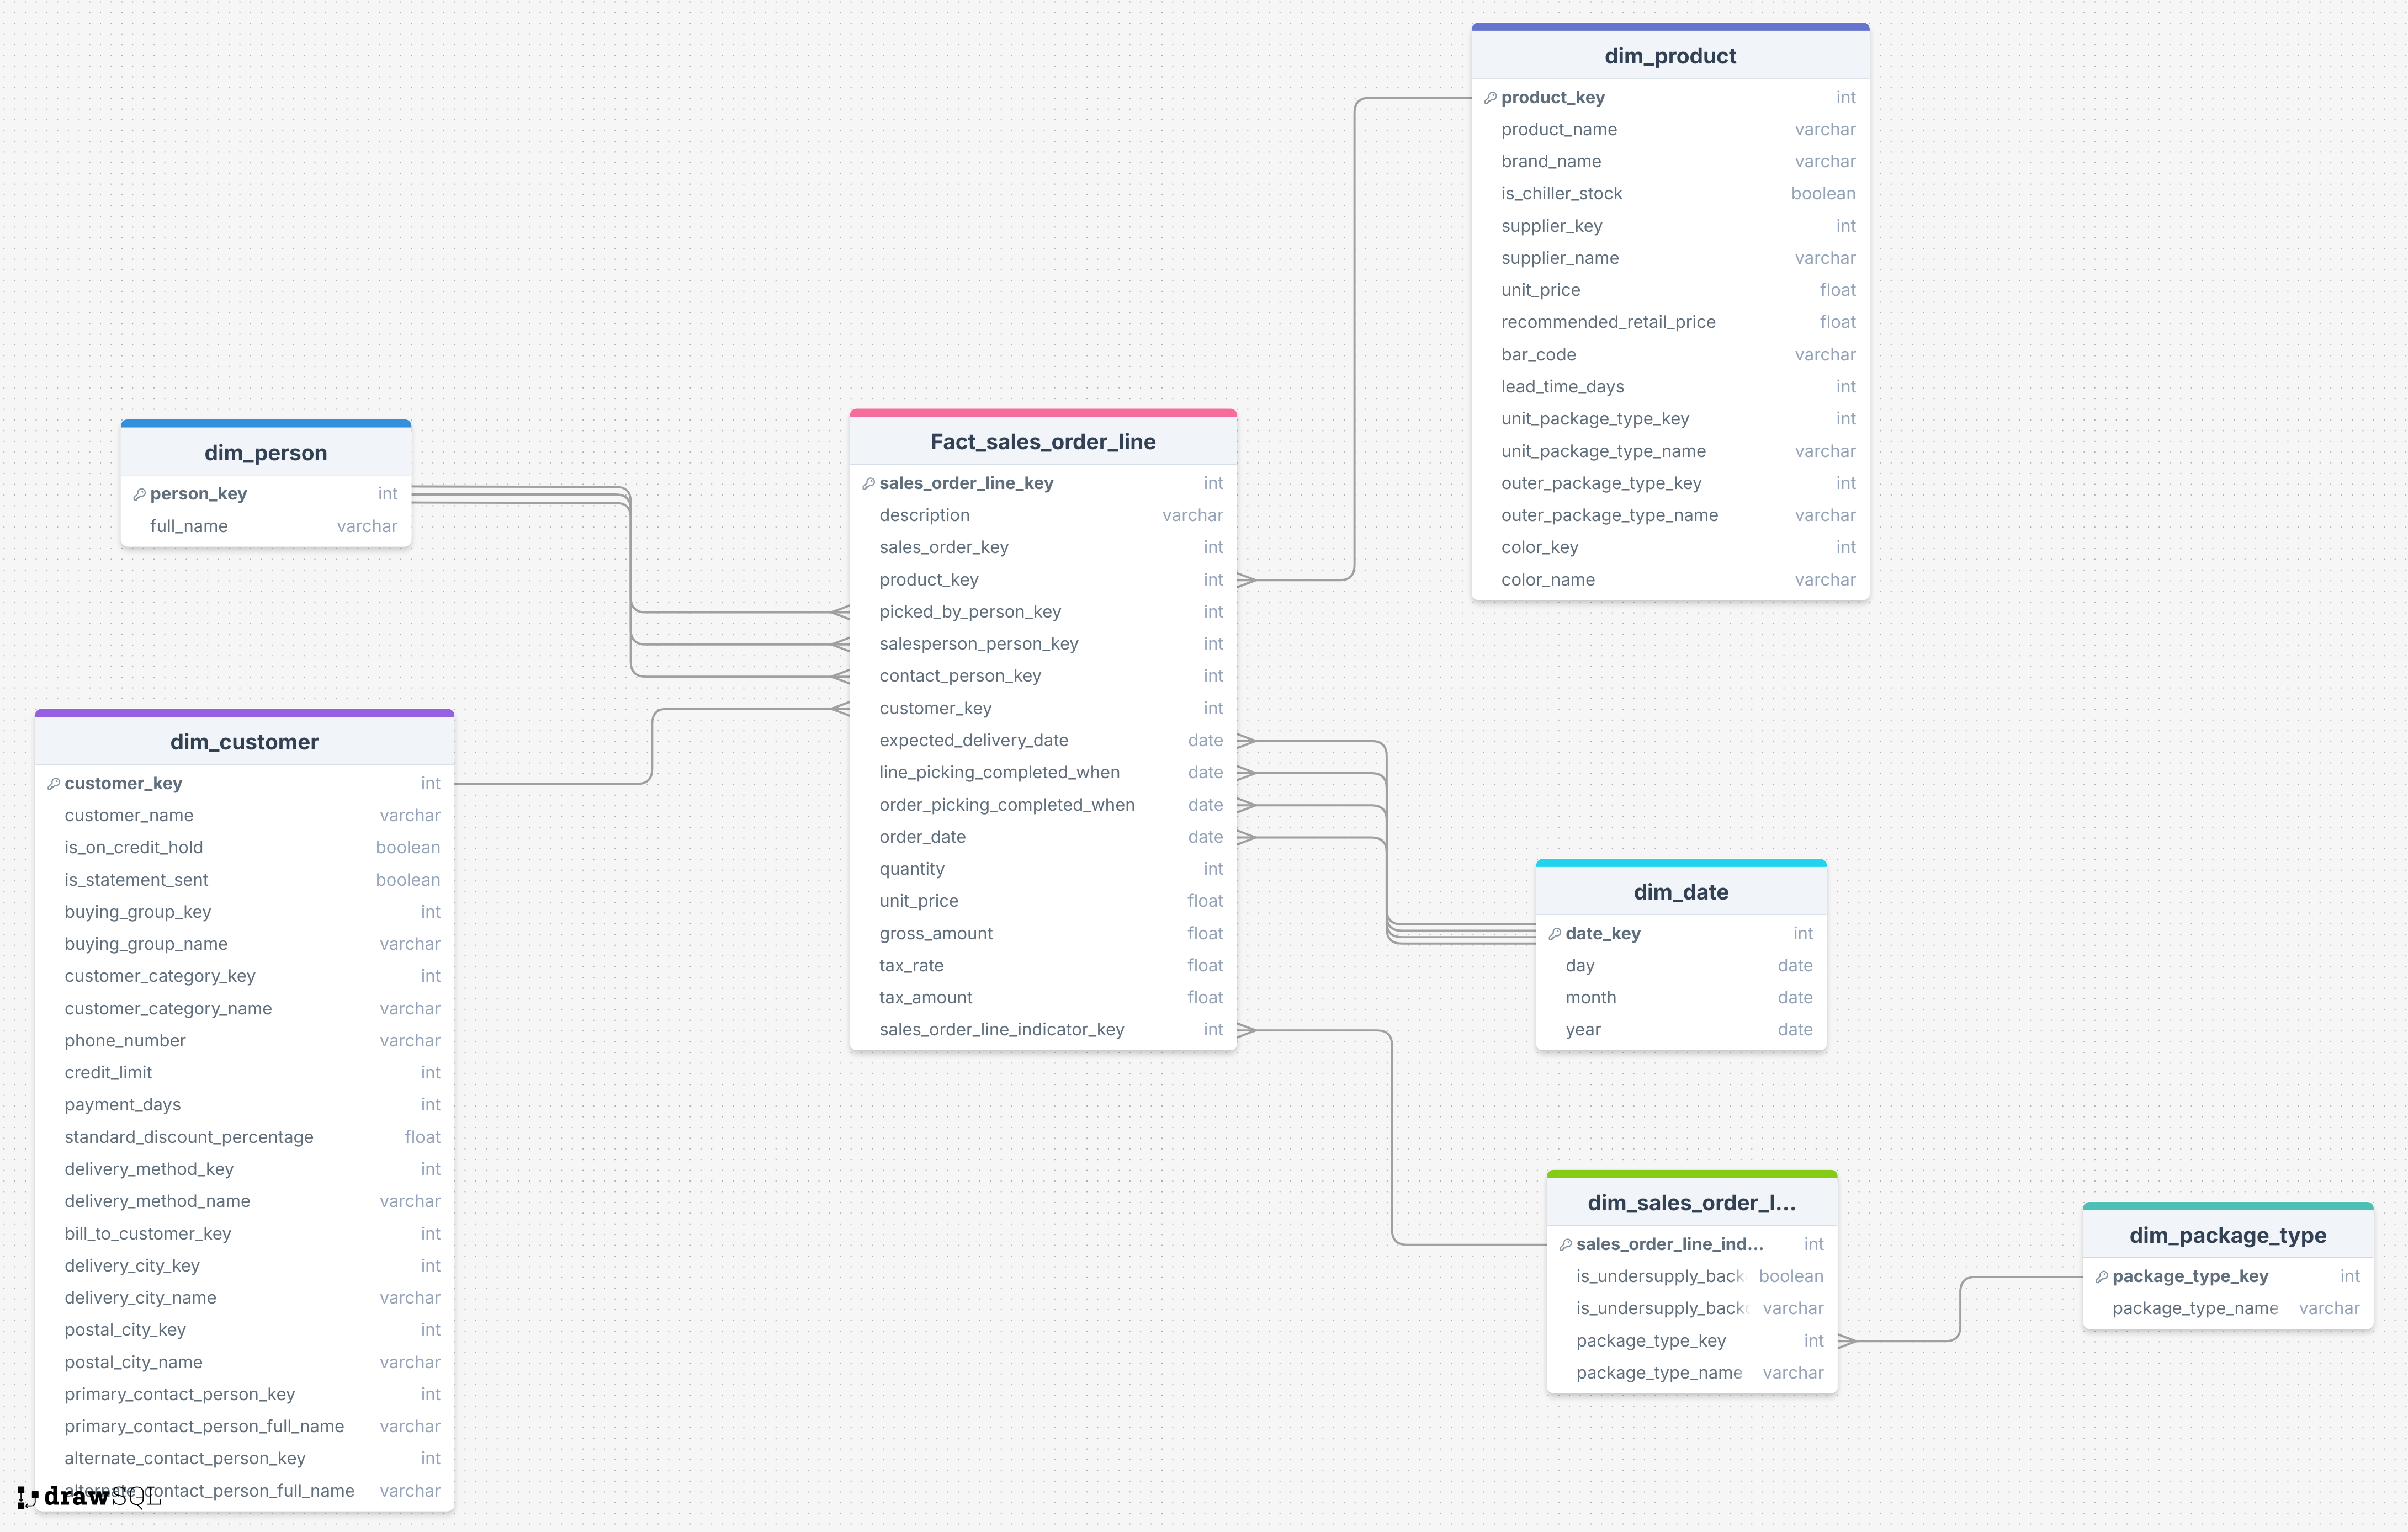 dim_product
product_key int
product_name varchar
brand_name varchar
is_chiller_stock boolean
supplier_key int
supplier_name varchar
unit_price float
recommended_retail_price float
bar_code varchar
lead_time_days int
unit_package_type_key int
unit_package_type_name varchar
outer_package_type_key int
outer_package_type_name varchar
color_key int
color_name varchar
dim_person
person_key int
full_name varchar
Fact_sales_order_line
sales_order_line_key int
description varchar
sales_order_key int
product_key int
picked_by_person_key int
salesperson_person_key int
contact_person_key int
customer_key int
expected_delivery_date date
line_picking_completed_when date
order_picking_completed_when date
order_date date
quantity int
unit_price float
gross_amount float
tax_rate float
tax_amount float
sales_order_line_indicator_key int
dim_customer
customer_key int
customer_name varchar
is_on_credit_hold boolean
is_statement_sent boolean
buying_group_key int
buying_group_name varchar
customer_category_key int
customer_category_name varchar
phone_number varchar
credit_limit int
payment_days int
standard_discount_percentage float
delivery_method_key int
delivery_method_name varchar
bill_to_customer_key int
delivery_city_key int
delivery_city_name varchar
postal_city_key int
postal_city_name varchar
primary_contact_person_key int
primary_contact_person_full_name varchar
alternate_contact_person_key int
alternate_contact_person_full_name varchar
dim_date
date_key int
day date
month date
year date
dim_sales_order_l...
sales_order_line_ind... int
is_undersupply_back boolean
is_undersupply_backo varchar
package_type_key int
package_type_name varchar
dim_package_type
package_type_key int
package_type_name varchar
drawSQL